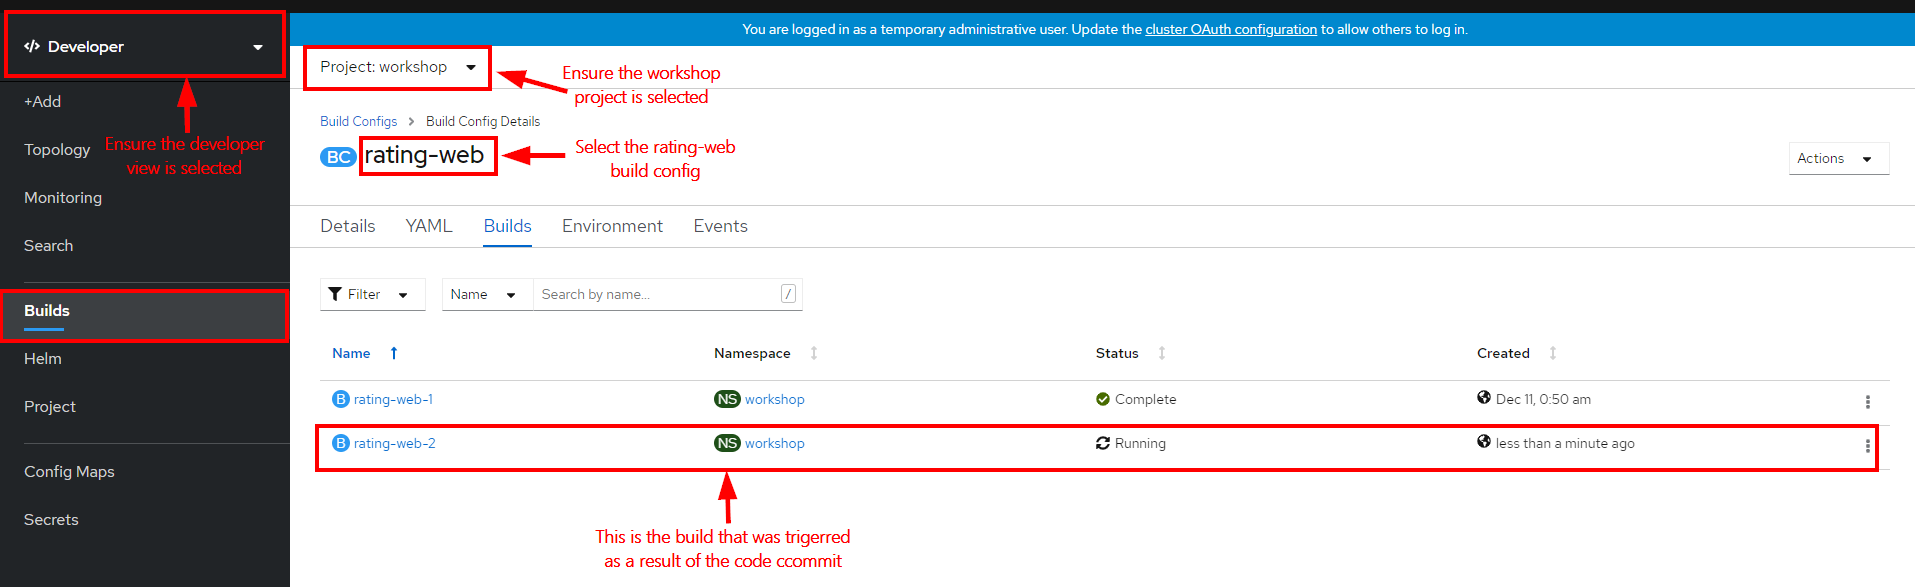 You are logged in as a temporary administrative user. Update the cluster OAuth configuration to allow others to log in.
</> Developer
Project: workshop
Ensure the workshop
project is selected
+Add
Topology
Ensure the developer
view is selected
Monitoring
Search
Builds
Helm
Project
Config Maps
Secrets
Build Configs > Build Config Details
BC rating-web
Select the rating-web
build config
Actions
Details YAML Builds Environment Events
Filter Name Search by name... /
Name Namespace Status Created
B rating-web-1 NS workshop Complete Dec 11, 0:50 am
B rating-web-2 NS workshop Running less than a minute ago
This is the build that was trigerred
as a result of the code ccommit